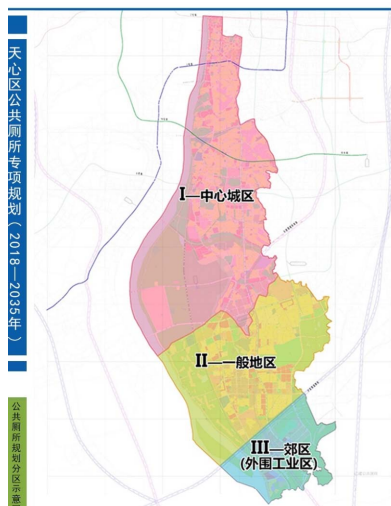 天心区公共厕所专项规划（2018—2035年）
I—中心城区
II—一般地区
III—郊区
(外围工业区)
公共厕所规划分区示意